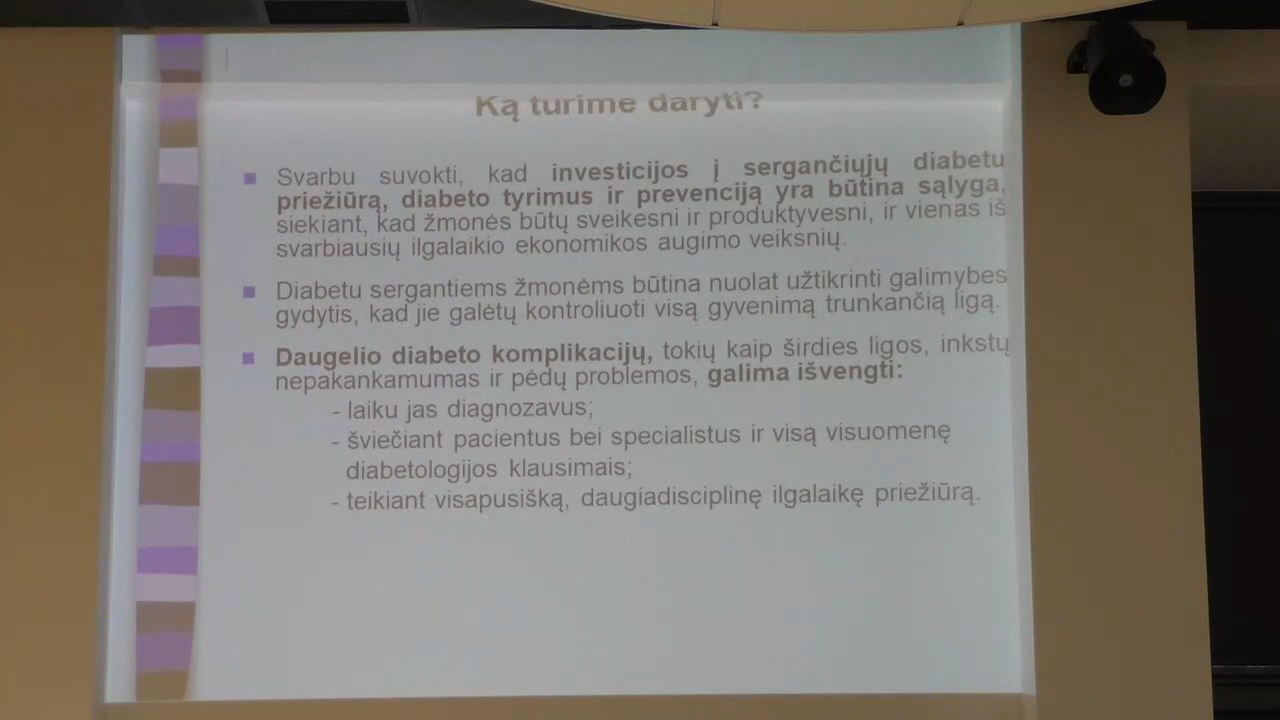 Ką turime daryti?
Svarbu suvokti, kad investicijos į sergančiųjų diabetu
priežiūrą, diabeto tyrimus ir prevenciją yra būtina sąlyga,
siekiant, kad žmonės būtų sveikesni ir produktyvesni, ir vienas iš
svarbiausių ilgalaikio ekonomikos augimo veiksnių.
Diabetu sergantiems žmonėms būtina nuolat užtikrinti galimybes
gydytis, kad jie galėtų kontroliuoti visą gyvenimą trunkančią ligą.
Daugelio diabeto komplikacijų, tokių kaip širdies ligos, inkstų
nepakankamumas ir pėdų problemos, galima išvengti:
- laiku jas diagnozavus;
- šviečiant pacientus bei specialistus ir visą visuomenę
diabetologijos klausimais;
- teikiant visapusišką, daugiadisciplinę ilgalaikę priežiūrą.